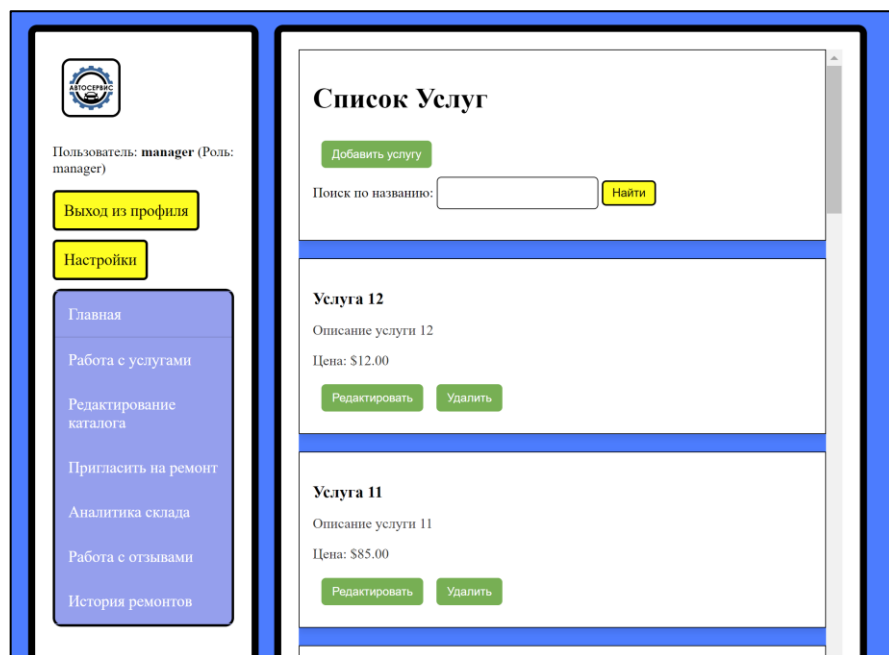 АВТОСЕРВИС
Пользователь: manager (Роль:
manager)
Выход из профиля
Настройки
Главная
Работа с услугами
Редактирование
каталога
Пригласить на ремонт
Аналитика склада
Работа с отзывами
История ремонтов
Список Услуг
Добавить услугу
Поиск по названию:
Найти
Услуга 12
Описание услуги 12
Цена: $12.00
Редактировать
Удалить
Услуга 11
Описание услуги 11
Цена: $85.00
Редактировать
Удалить